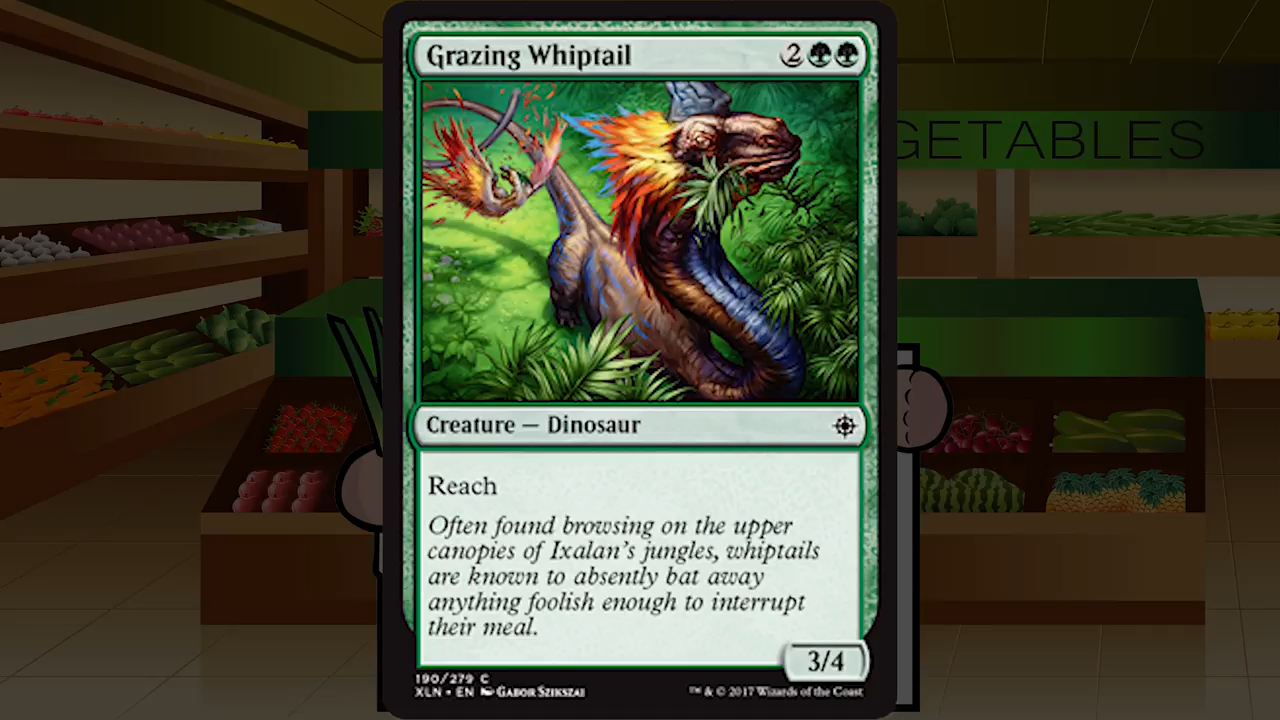 Grazing Whiptail 2
GETABLES
Creature — Dinosaur
Reach
Often found browsing on the upper
canopies of Ixalan's jungles, whiptails
are known to absently bat away
anything foolish enough to interrupt
their meal.
3/4
190/279 C
XLN • EN Gabor Szikszai
™ & © 2017 Wizards of the Coast